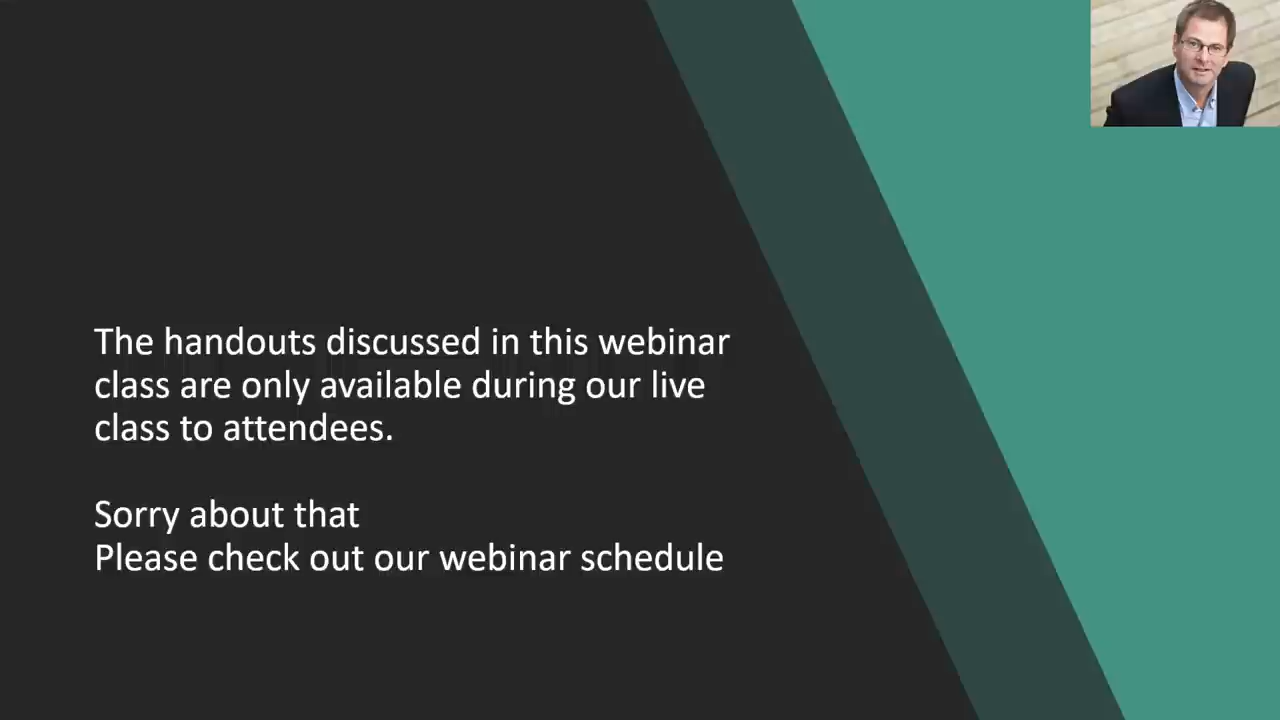 The handouts discussed in this webinar
class are only available during our live
class to attendees.
Sorry about that
Please check out our webinar schedule